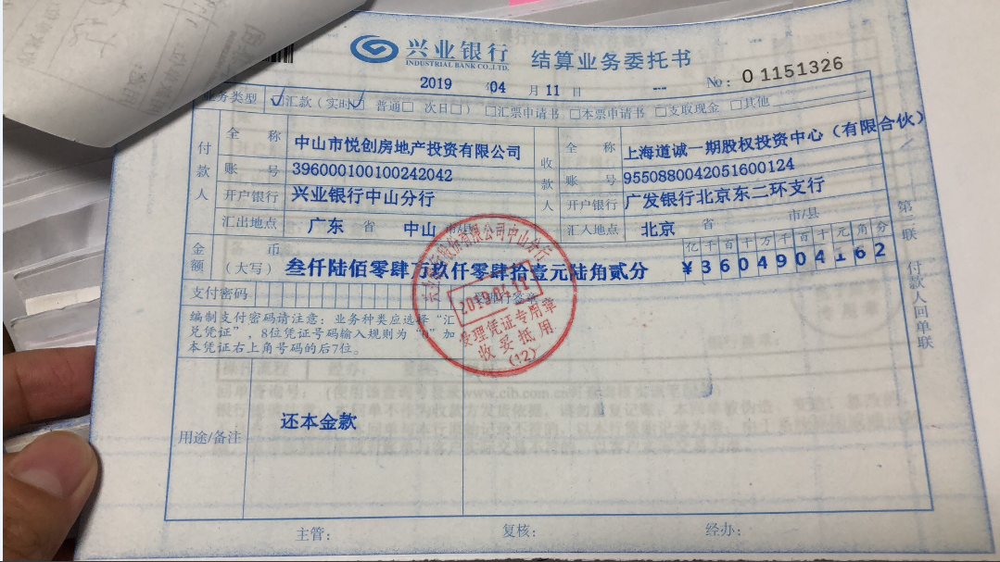 兴业银行 结算业务委托书
INDUSTRIAL BANK CO.,LTD.
2019 年 04 月 11 日 No: 0 1151326
业务类型 汇款(实时 普通 次日) 汇票申请书 本票申请书 支取现金 其他
付款人 全称 中山市悦创房地产投资有限公司 收款人 全称 上海道诚一期股权投资中心(有限合伙)
账号 396000100100242042 账号 9550880042051600124
开户银行 兴业银行中山分行 开户银行 广发银行北京东二环支行
汇出地点 广东 省 中山 市/县 汇入地点 北京 省 市/县
金额 币(大写) 叁仟陆佰零肆万玖仟零肆拾壹元陆角贰分 亿千百十万千百十元角分
¥3604904162
支付密码 受理行签章
编制支付密码请注意:业务种类应选择“汇
兑凭证”,8位凭证号码输入规则为“0”加
本凭证右上角号码的后7位。
中山分行
2019.04.11
受理凭证专用章
收妥抵用
(12)
用途/备注 还本金款
主管: 复核: 经办:
第二联 付款人回单联